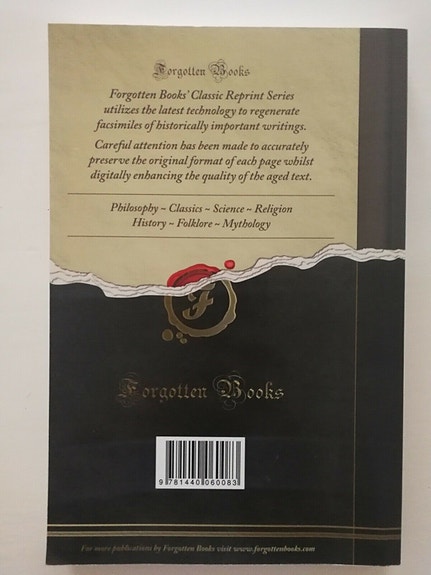 Forgotten Books
Forgotten Books' Classic Reprint Series
utilizes the latest technology to regenerate
facsimiles of historically important writings.
Careful attention has been made to accurately
preserve the original format of each page whilst
digitally enhancing the quality of the aged text.
Philosophy ~ Classics ~ Science ~ Religion
History ~ Folklore ~ Mythology
F
Forgotten Books
9 781440 060083
For more publications by Forgotten Books visit www.forgottenbooks.com